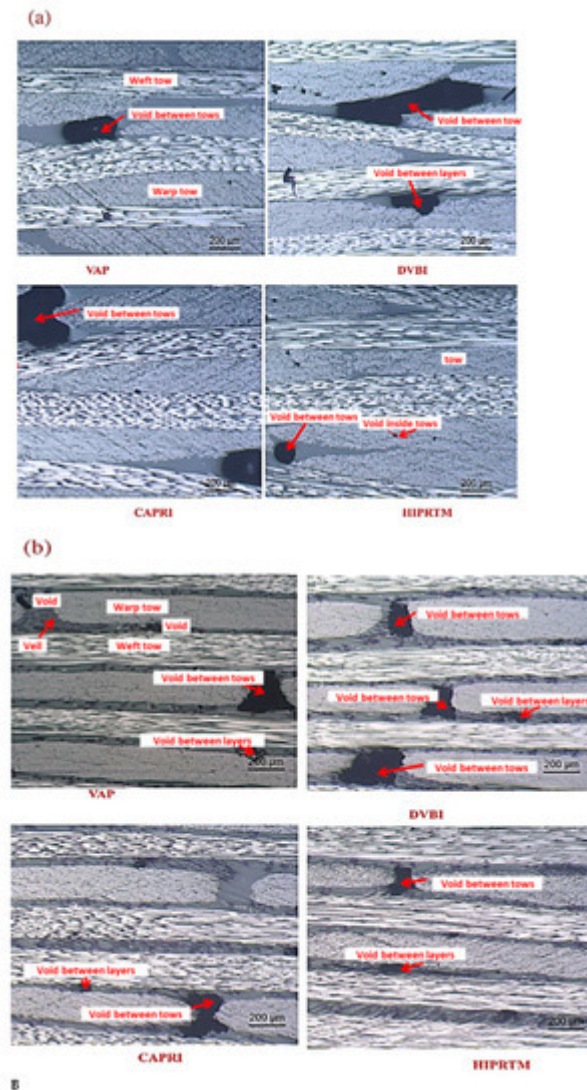 (a)
Weft tow
Void between tows
Warp tow
200 µm
VAP
Void between tow
Void between layers
200 µm
DVBI
Void between tows
200 µm
CAPRI
tow
Void between tows
Void inside tows
200 µm
HIPRTM
(b)
Void
Warp tow
Veil
Void
Weft tow
Void between tows
Void between layers
200 µm
VAP
Void between tows
Void between tows
Void between layers
Void between tows
200 µm
DVBI
Void between layers
Void between tows
200 µm
CAPRI
Void between tows
Void between layers
200 µm
HIPRTM